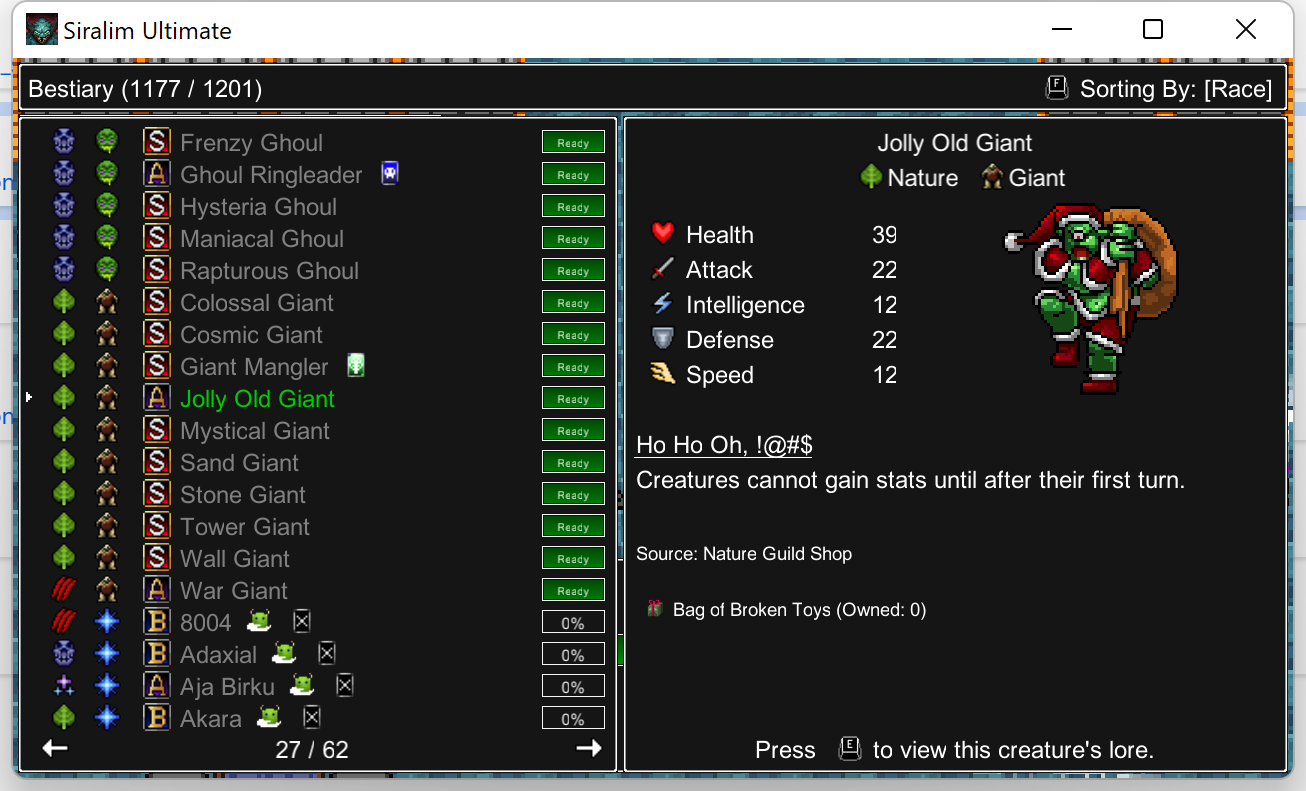 Siralim Ultimate
Bestiary (1177 / 1201)
F Sorting By: [Race]
S Frenzy Ghoul Ready
A Ghoul Ringleader Ready
S Hysteria Ghoul Ready
S Maniacal Ghoul Ready
S Rapturous Ghoul Ready
S Colossal Giant Ready
S Cosmic Giant Ready
S Giant Mangler Ready
A Jolly Old Giant Ready
S Mystical Giant Ready
S Sand Giant Ready
S Stone Giant Ready
S Tower Giant Ready
S Wall Giant Ready
A War Giant Ready
B 8004 0%
B Adaxial 0%
A Aja Birku 0%
B Akara 0%
27 / 62
Jolly Old Giant
Nature Giant
Health 39
Attack 22
Intelligence 12
Defense 22
Speed 12
Ho Ho Oh, !@#$
Creatures cannot gain stats until after their first turn.
Source: Nature Guild Shop
Bag of Broken Toys (Owned: 0)
Press E to view this creature's lore.